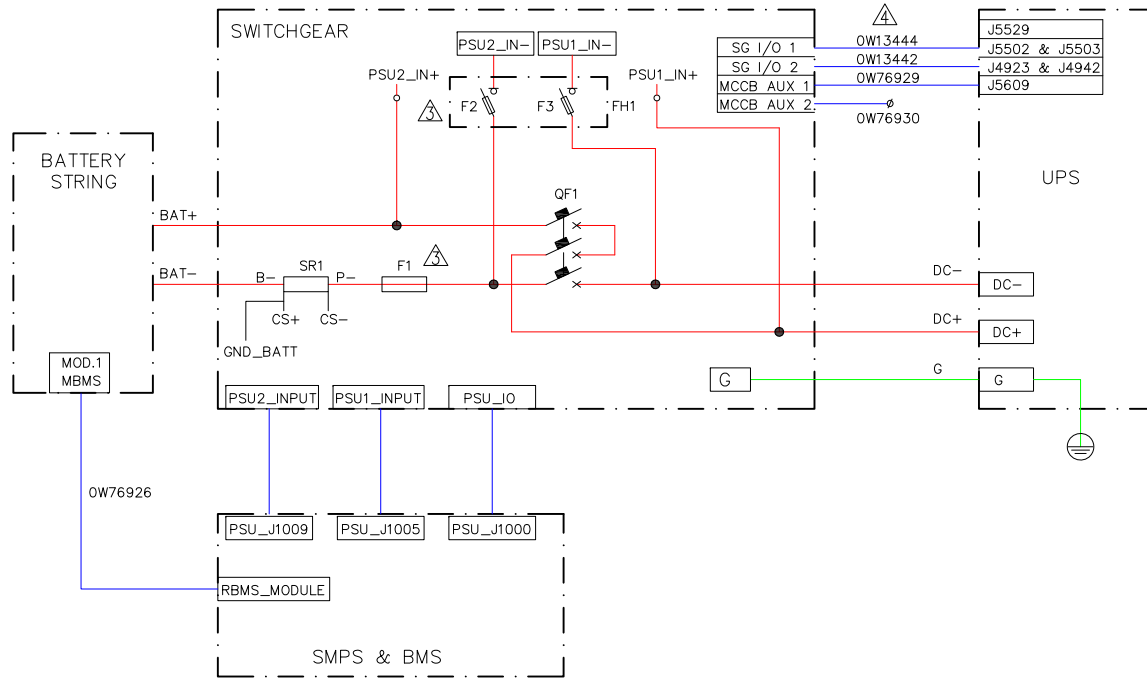 SWITCHGEAR
PSU2_IN-
PSU1_IN-
PSU2_IN+
PSU1_IN+
F2
F3
FH1
3
4
SG I/O 1
SG I/O 2
MCCB AUX 1
MCCB AUX 2
0W13444
0W13442
0W76929
0W76930
J5529
J5502 & J5503
J4923 & J4942
J5609
UPS
BATTERY
STRING
BAT+
BAT-
QF1
B-
SR1
P-
F1
3
CS+
CS-
GND_BATT
DC-
DC-
DC+
DC+
G
G
G
MOD.1
MBMS
PSU2_INPUT
PSU1_INPUT
PSU_IO
0W76926
PSU_J1009
PSU_J1005
PSU_J1000
RBMS_MODULE
SMPS & BMS